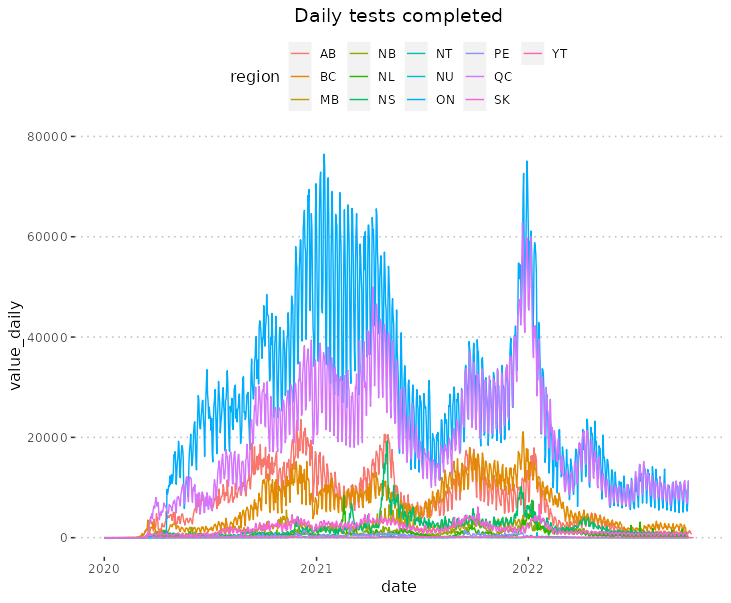 Daily tests completed
region
AB NB NT PE YT
BC NL NU QC
MB NS ON SK
value_daily
80000
60000
40000
20000
0
2020 2021 2022
date